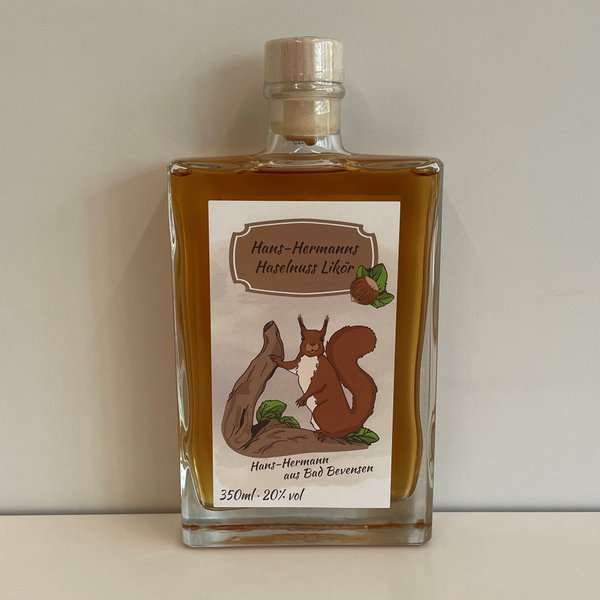 Hans-Hermanns
Haselnuss Likör
Hans-Hermann
aus Bad Bevensen
350ml · 20% vol